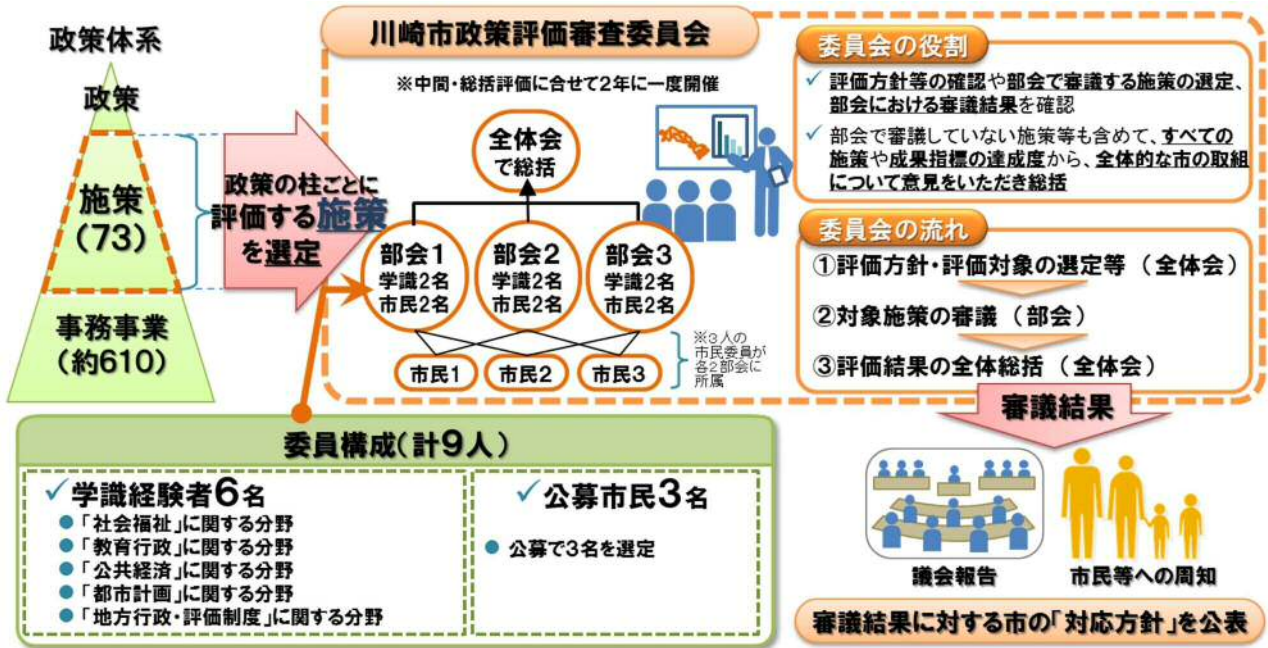 政策体系
政策
施策
(73)
事務事業
(約610)
政策の柱ごとに
評価する施策
を選定
川崎市政策評価審査委員会
※中間・総括評価に合せて2年に一度開催
全体会
で総括
部会1
学識2名
市民2名
部会2
学識2名
市民2名
部会3
学識2名
市民2名
市民1
市民2
市民3
※3人の
市民委員が
各2部会に
所属
委員会の役割
✓ 評価方針等の確認や部会で審議する施策の選定、
部会における審議結果を確認
✓ 部会で審議していない施策等も含めて、すべての
施策や成果指標の達成度から、全体的な市の取組
について意見をいただき総括
委員会の流れ
①評価方針・評価対象の選定等（全体会）
②対象施策の審議（部会）
③評価結果の全体総括（全体会）
審議結果
議会報告
市民等への周知
審議結果に対する市の「対応方針」を公表
委員構成(計9人)
✓学識経験者6名
●「社会福祉」に関する分野
●「教育行政」に関する分野
●「公共経済」に関する分野
●「都市計画」に関する分野
●「地方行政・評価制度」に関する分野
✓公募市民3名
● 公募で3名を選定